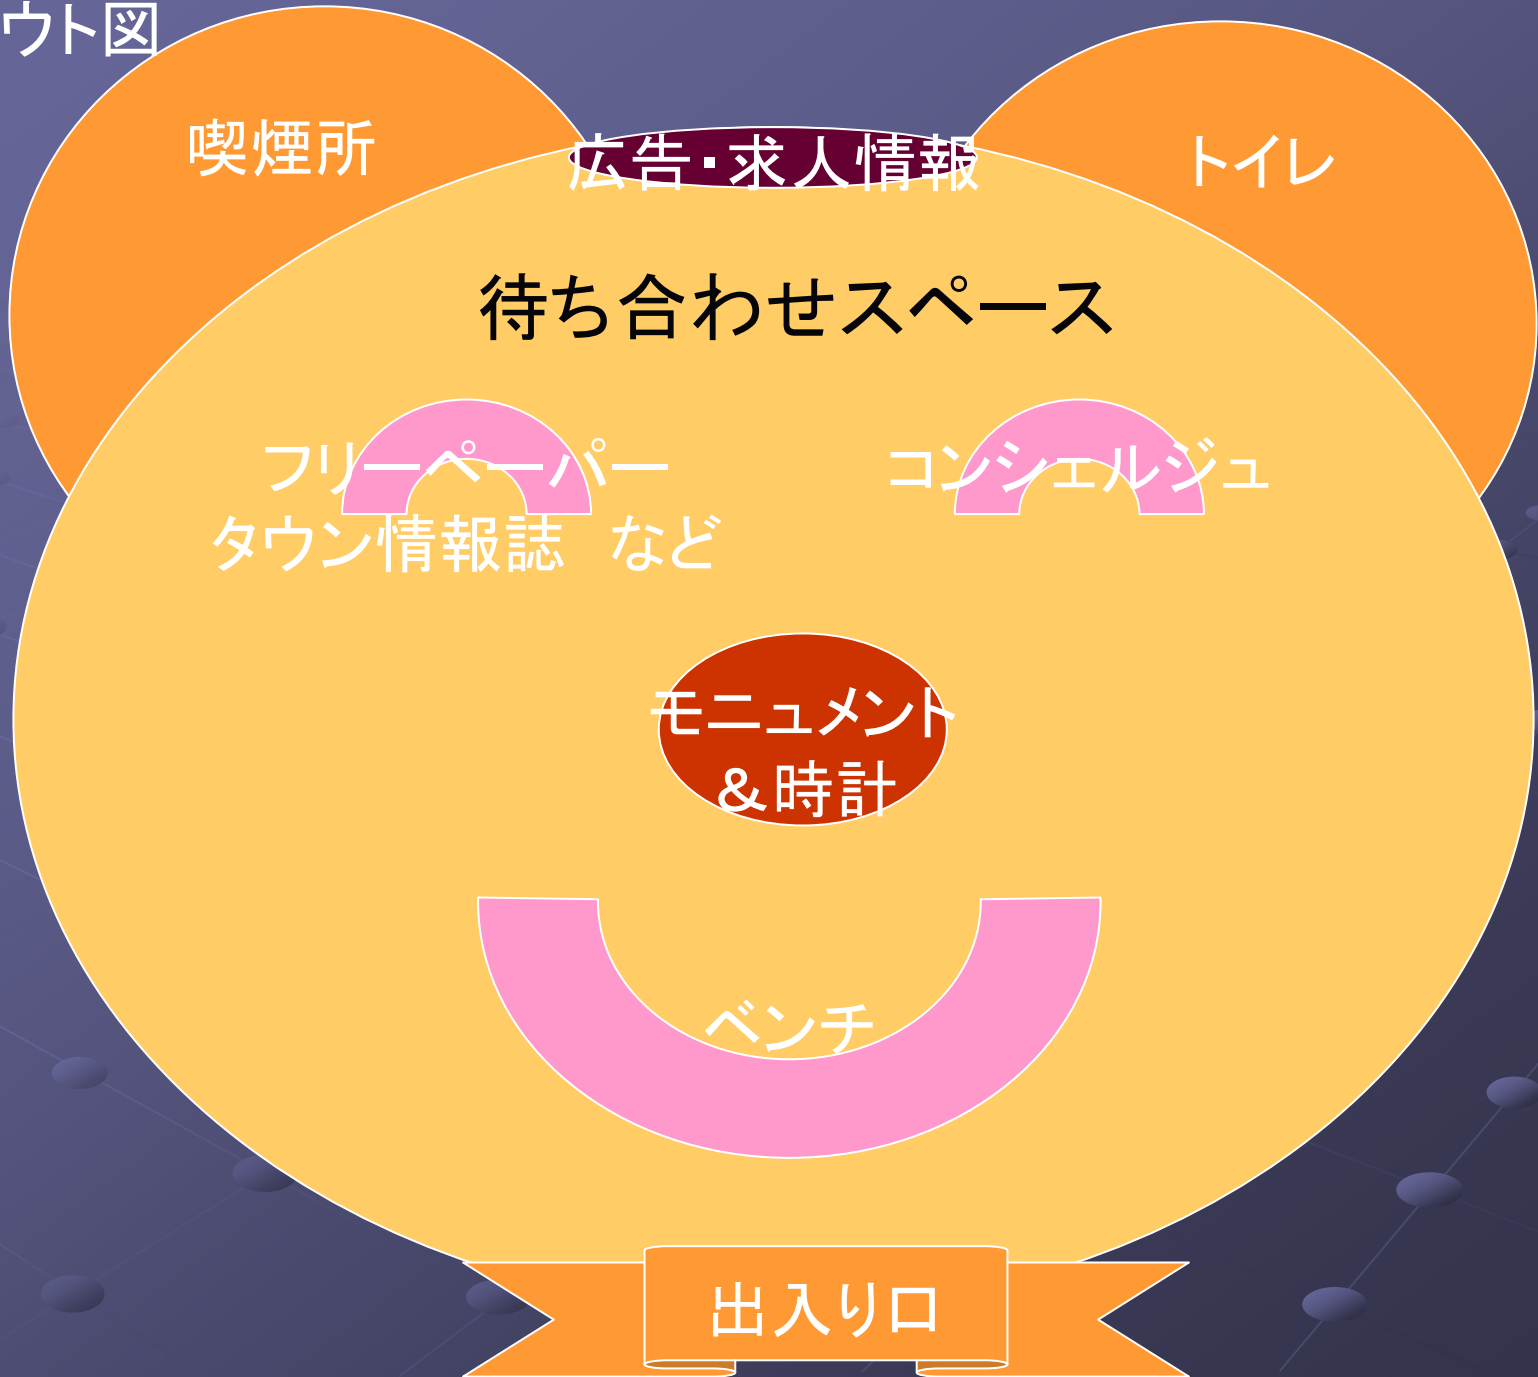 ウト図
喫煙所
広告・求人情報
トイレ
待ち合わせスペース
フリーペーパー
タウン情報誌　など
コンシェルジュ
モニュメント
＆時計
ベンチ
出入り口